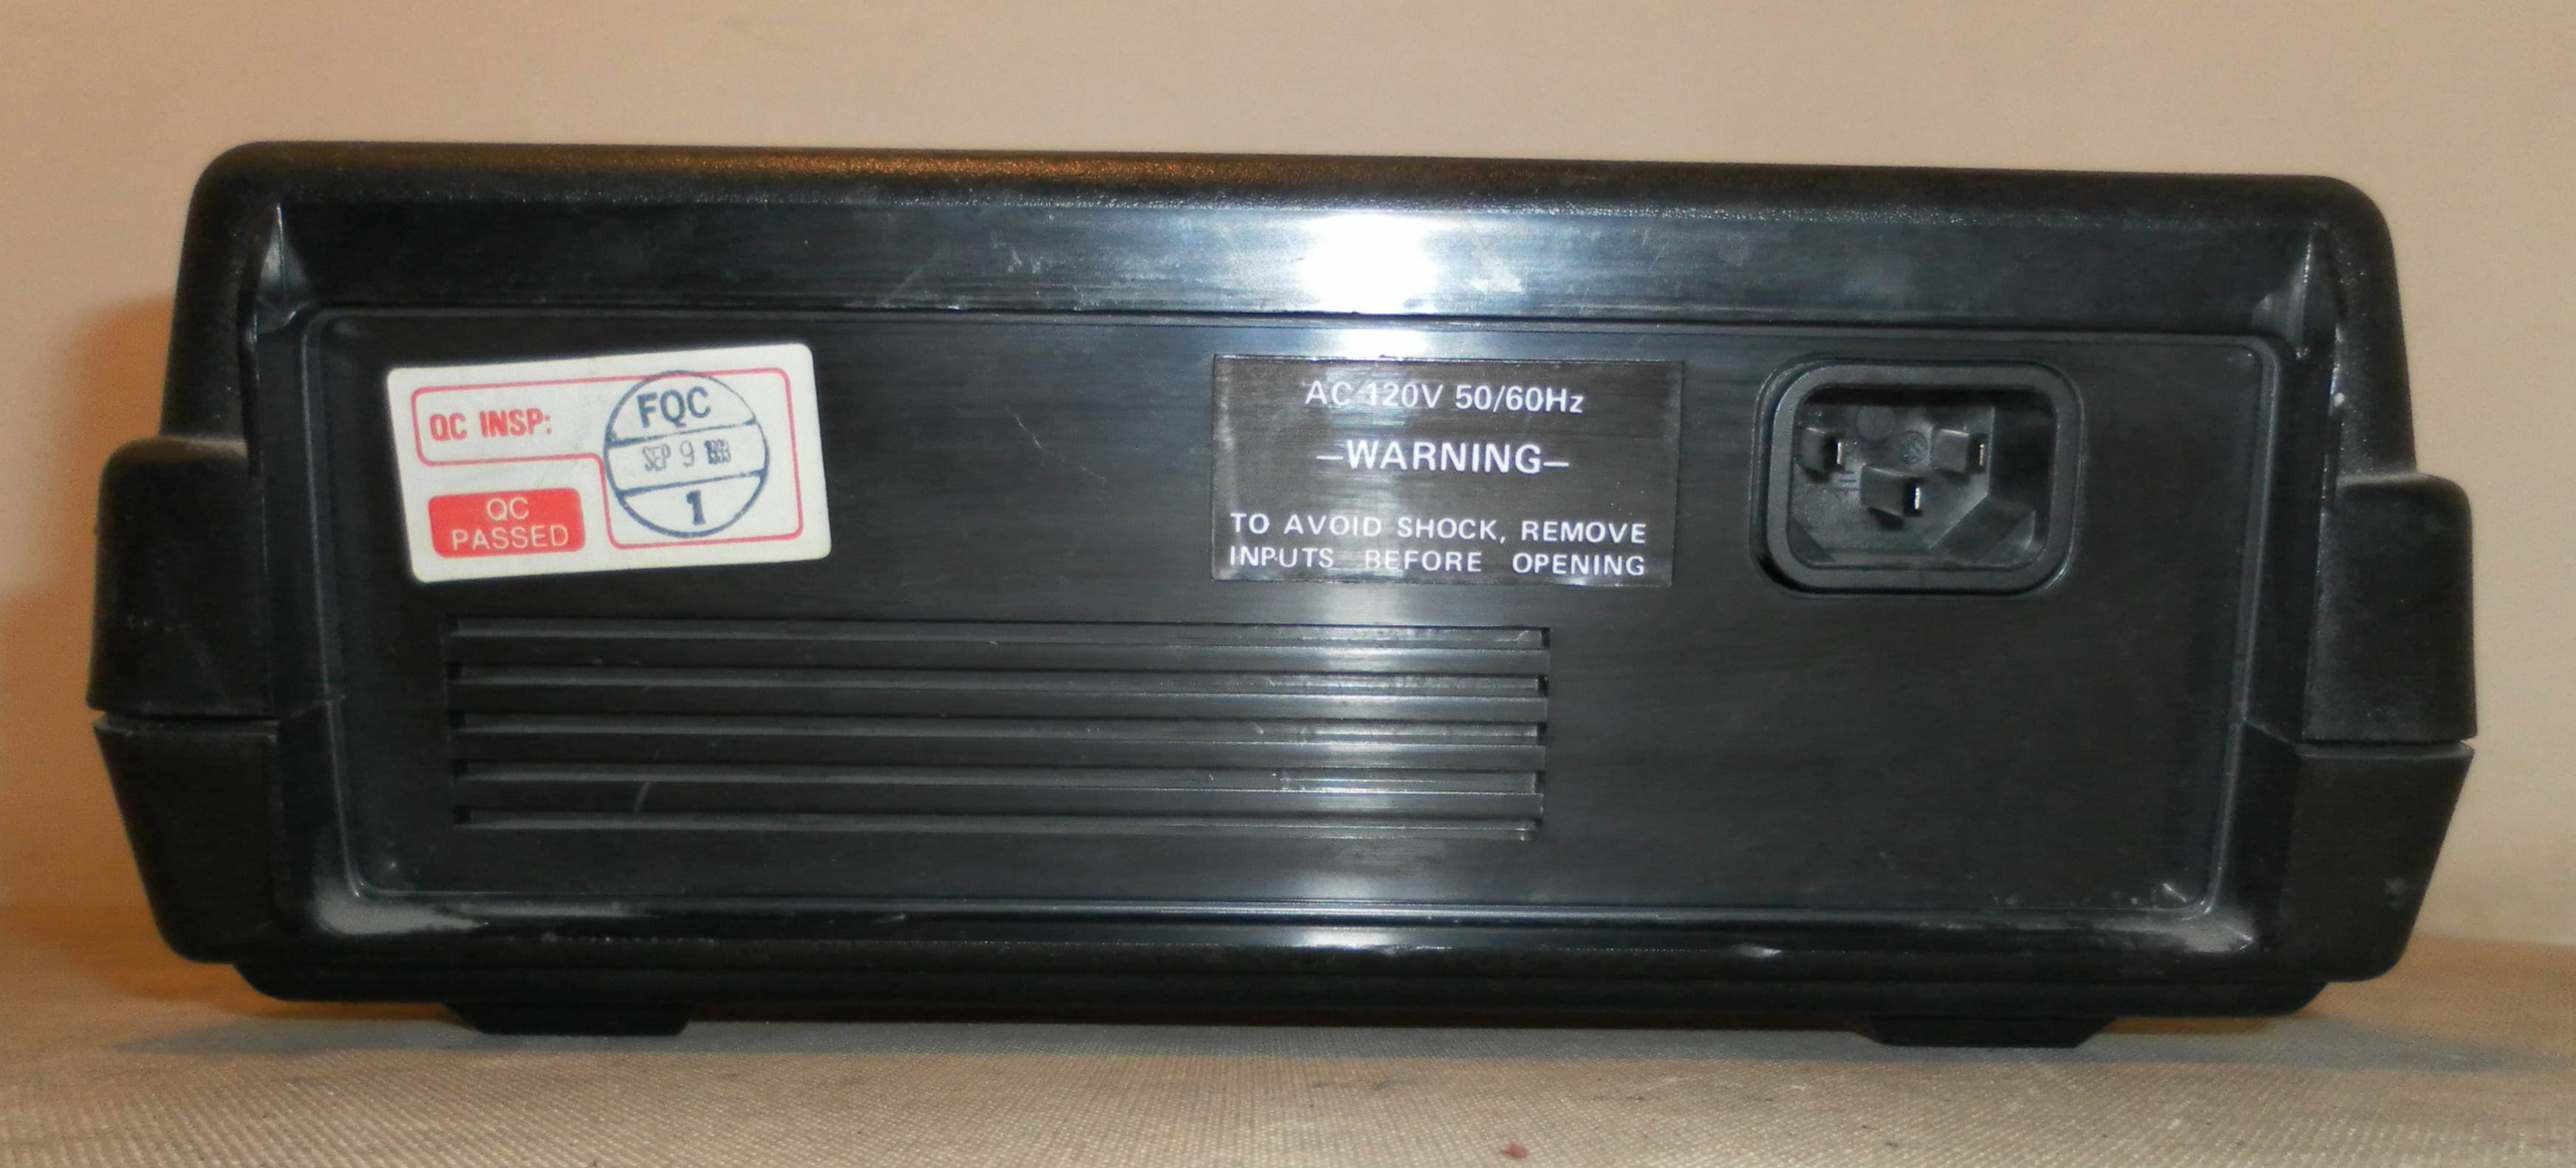 QC INSP:
FQC
SEP 9
1
QC
PASSED
AC 120V 50/60Hz
–WARNING–
TO AVOID SHOCK, REMOVE
INPUTS BEFORE OPENING